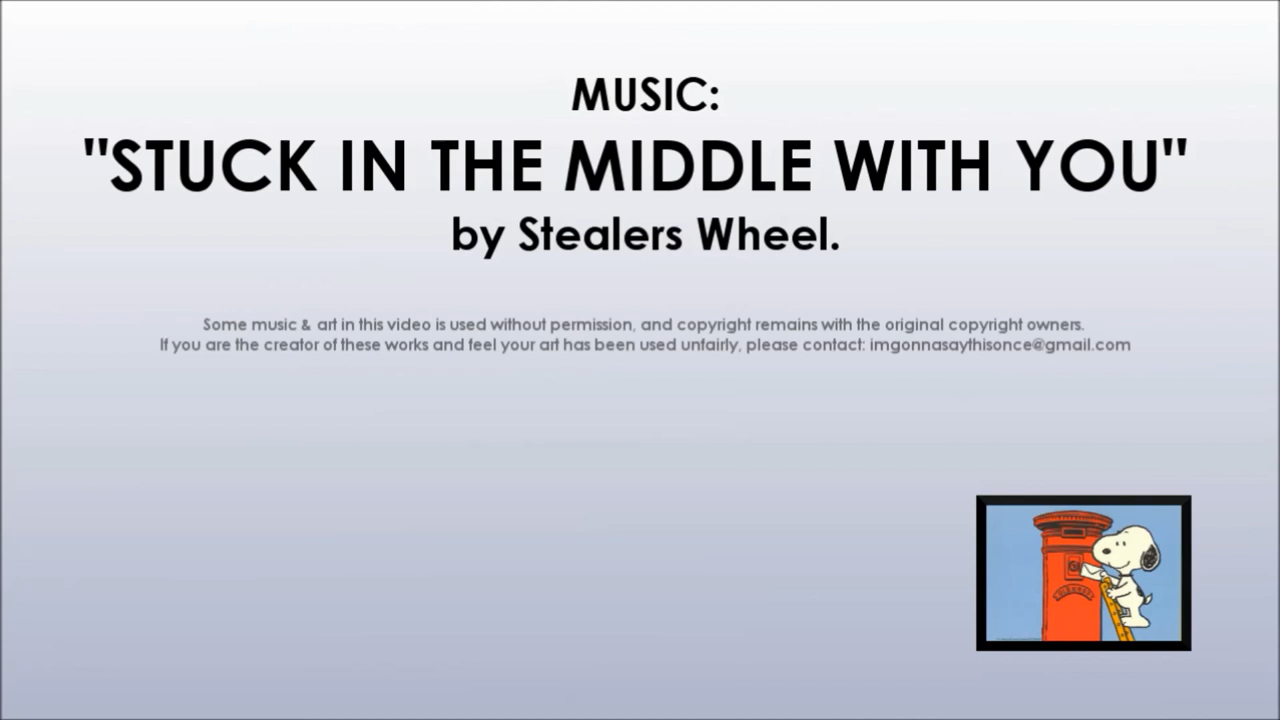 MUSIC:
"STUCK IN THE MIDDLE WITH YOU"
by Stealers Wheel.
Some music & art in this video is used without permission, and copyright remains with the original copyright owners.
If you are the creator of these works and feel your art has been used unfairly, please contact: imgonnasaythisonce@gmail.com